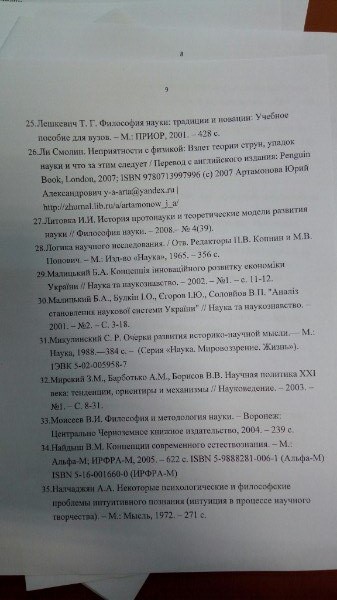 8
9
25.Лешкевич Т. Г. Философия науки: традиции и новации: Учебное
пособие для вузов. – М.: ПРИОР, 2001. – 428 с.
26.Ли Смолин. Неприятности с физикой: Взлет теории струн, упадок
науки и что за этим следует / Перевод с английского издания: Penguin
Book, London, 2007; ISBN 9780713997996 (с) 2007 Артамонова Юрий
Александрович y-a-aria@yandex.ru |
http://zhurnal.lib.ru/a/artamonow_j_a/
27.Литовка И.И. История протонауки и теоретические модели развития
науки // Философия науки. – 2008.– № 4(39).
28.Логика научного исследования. / Отв. Редакторы П.В. Копнин и М.В.
Попович. – М.: Изд-во «Наука», 1965. – 356 с.
29.Малицький Б.А. Концепція інноваційного розвитку економіки
України // Наука та наукознавство. – 2002. – №1. – с. 11-12.
30.Малицький Б.А., Булкін І.О., Єгоров І.Ю., Соловйов В.П. "Аналіз
становлення наукової системи України" // Наука та наукознавство. –
2001. – №2. – С. 3-18.
31.Микулинский С. Р. Очерки развития историко-научной мысли. — М.:
Наука, 1988.—384 с. – (Серия «Наука. Мировоззрение. Жизнь»).
ІЭВК 5-02-005958-7
32.Мирский З.М., Барботько А.М., Борисов В.В. Научная политика XXI
века: тенденции, ориентиры и механизмы // Науковедение. – 2003. –
№1. – С. 8-31.
33.Моисеев В.И. Философия и методология науки. – Воронеж:
Центрально Черноземное книжное издательство, 2004. – 239 с.
34.Найдыш В.М. Концепции современного естествознания. – М.:
Альфа-М; ИРФРА-М, 2005. – 622 с. ISBN 5-9888281-006-1 (Альфа-М)
ISBN 5-16-001660-0 (ИРФРА-М)
35.Налчаджян А.А. Некоторые психологические и философские
проблемы интуитивного познания (интуиция в процессе научного
творчества). – М.: Мысль, 1972. – 271 с.